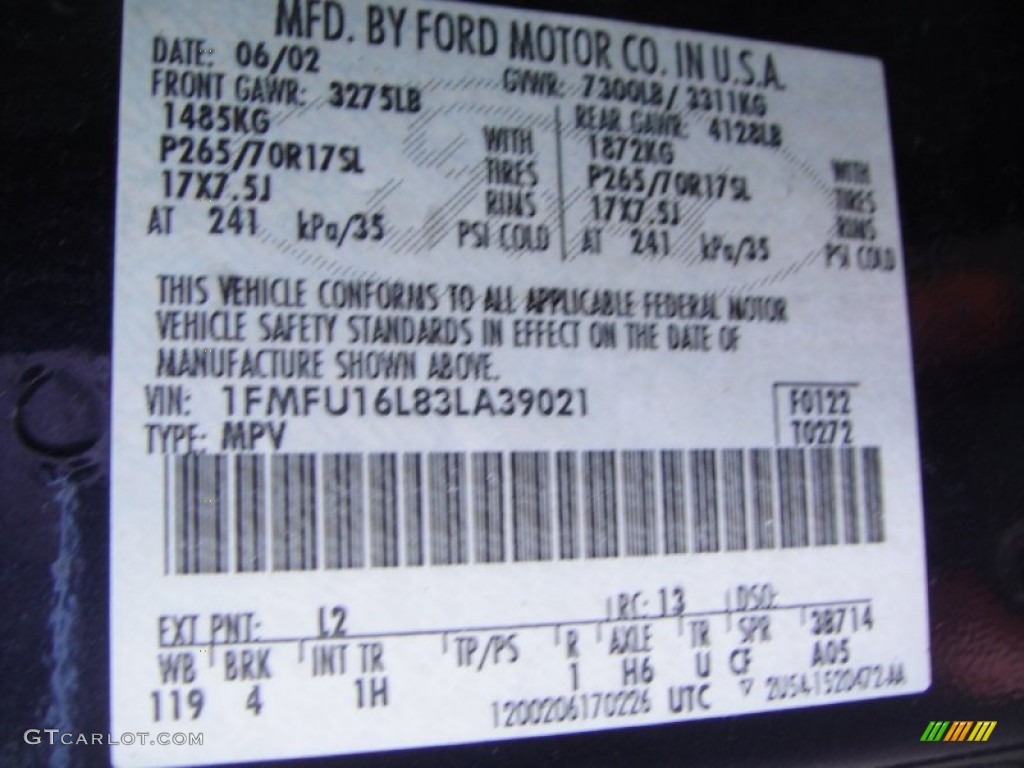 MFD. BY FORD MOTOR CO. IN U.S.A.
DATE: 06/02 GVWR: 7300LB / 3311KG
FRONT GAWR: 3275LB REAR GAWR: 4128LB
1485KG WITH 1872KG WITH
P265/70R17SL TIRES P265/70R17SL TIRES
17X7.5J RIMS 17X7.5J RIMS
AT 241 kPa/35 PSI COLD AT 241 kPa/35 PSI COLD
THIS VEHICLE CONFORMS TO ALL APPLICABLE FEDERAL MOTOR
VEHICLE SAFETY STANDARDS IN EFFECT ON THE DATE OF
MANUFACTURE SHOWN ABOVE.
VIN: 1FMFU16L83LA39021 F0122
TYPE: MPV T0272
EXT PNT: L2 RC: 13 DSO:
WB BRK INT TR TP/PS R AXLE TR SPR 38714
119 4 1H 1 H6 U CF A05
1200206170226 UTC ▽ 2U54-1520472-AA
GTCARLOT.COM